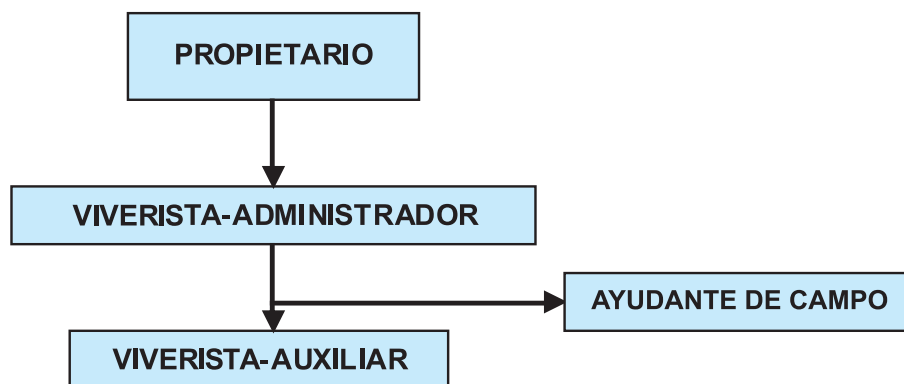 PROPIETARIO
VIVERISTA-ADMINISTRADOR
AYUDANTE DE CAMPO
VIVERISTA-AUXILIAR